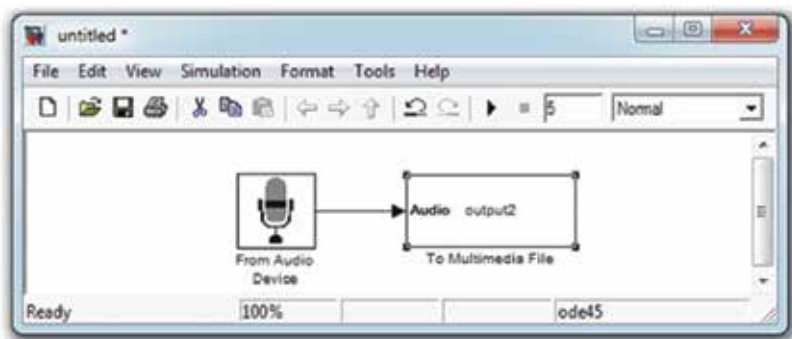 untitled *
File Edit View Simulation Format Tools Help
5 Normal
Audio output2
From Audio
Device
To Multimedia File
Ready 100% ode45